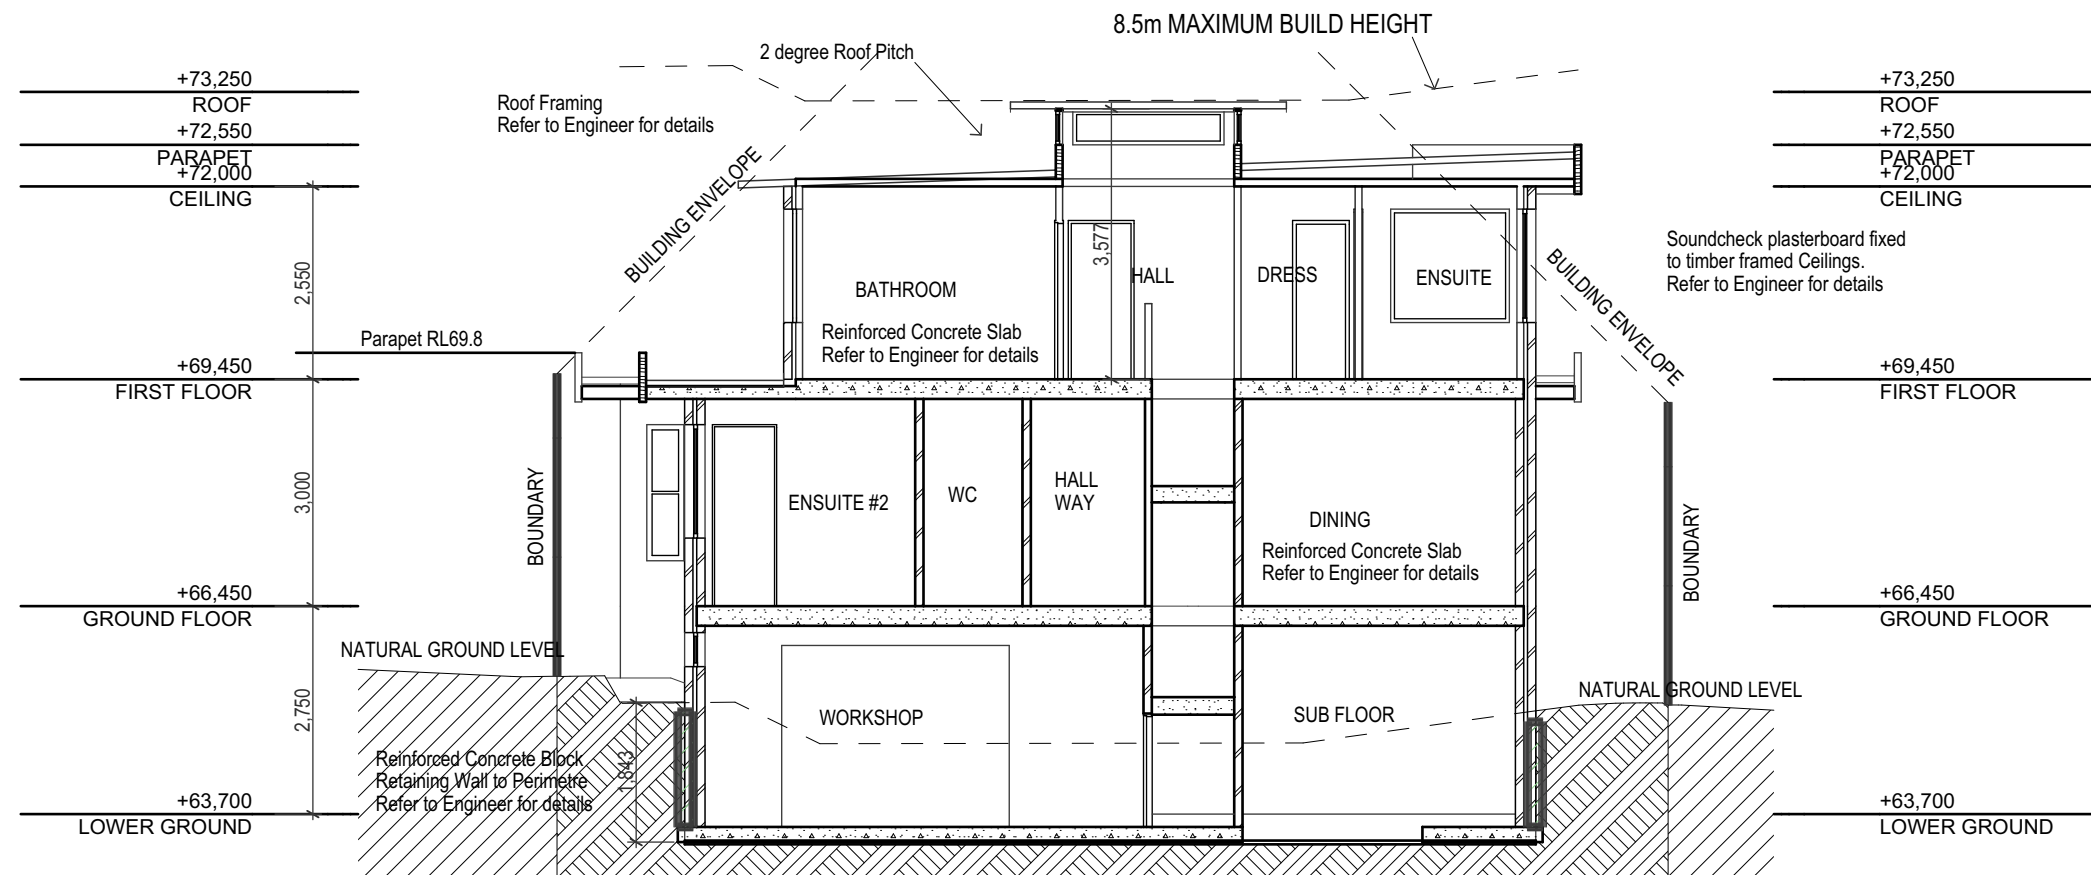 8.5m MAXIMUM BUILD HEIGHT
2 degree Roof Pitch
Roof Framing
Refer to Engineer for details
+73,250
ROOF
+72,550
PARAPET
+72,000
CEILING
+73,250
ROOF
+72,550
PARAPET
+72,000
CEILING
BUILDING ENVELOPE
3,577
2,550
BATHROOM
HALL
DRESS
ENSUITE
BUILDING ENVELOPE
Soundcheck plasterboard fixed
to timber framed Ceilings.
Refer to Engineer for details
Reinforced Concrete Slab
Refer to Engineer for details
Parapet RL69.8
+69,450
FIRST FLOOR
+69,450
FIRST FLOOR
3,000
BOUNDARY
ENSUITE #2
WC
HALL
WAY
DINING
Reinforced Concrete Slab
Refer to Engineer for details
BOUNDARY
+66,450
GROUND FLOOR
+66,450
GROUND FLOOR
NATURAL GROUND LEVEL
NATURAL GROUND LEVEL
2,750
WORKSHOP
SUB FLOOR
Reinforced Concrete Block
Retaining Wall to Perimetre
Refer to Engineer for details
1,843
+63,700
LOWER GROUND
+63,700
LOWER GROUND